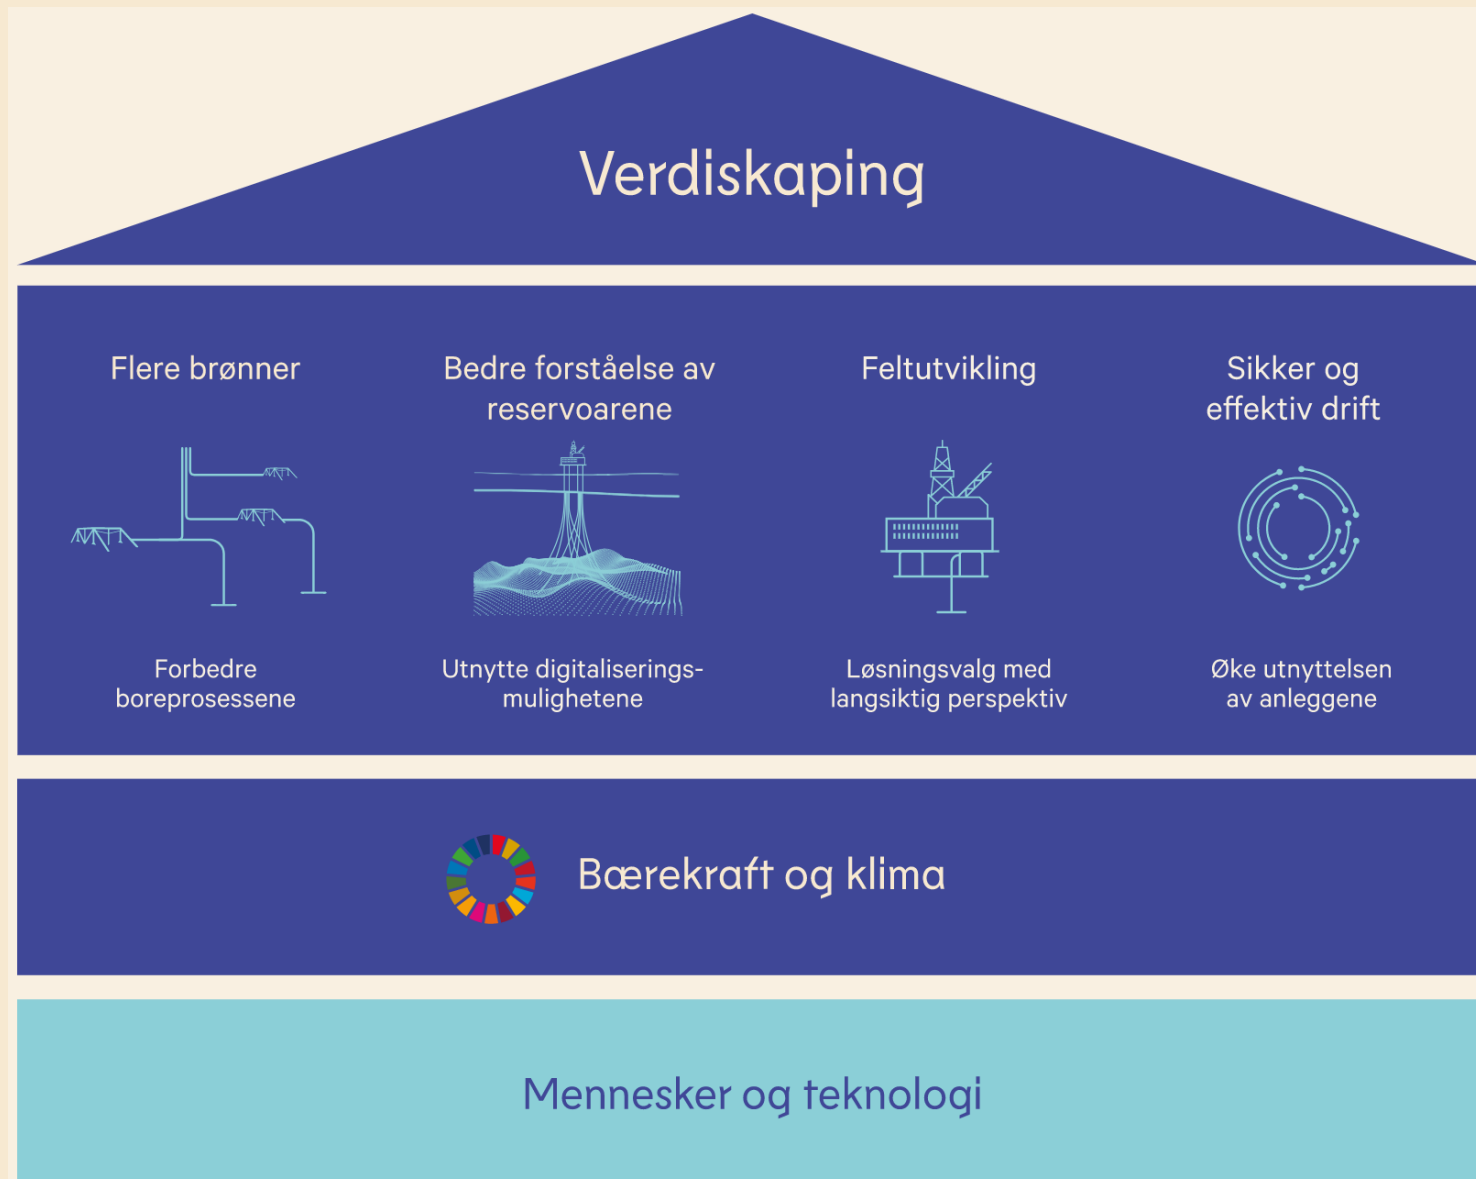 Verdiskaping
Flere brønner
Bedre forståelse av
reservoarene
Feltutvikling
Sikker og
effektiv drift
Forbedre
boreprosessene
Utnytte digitaliserings-
mulighetene
Løsningsvalg med
langsiktig perspektiv
Øke utnyttelsen
av anleggene
Bærekraft og klima
Mennesker og teknologi